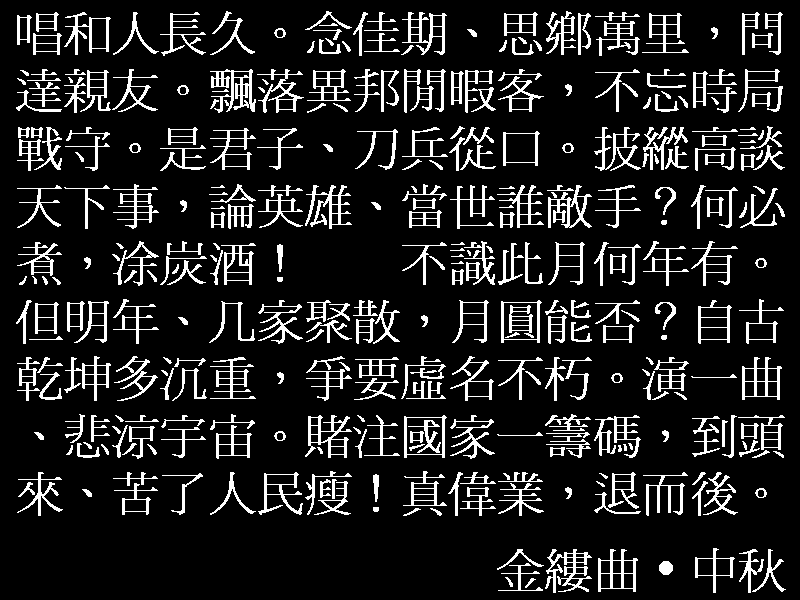 唱和人長久。念佳期、思鄉萬里，問
達親友。飄落異邦閒暇客，不忘時局
戰守。是君子、刀兵從口。披縱高談
天下事，論英雄、當世誰敵手？何必
煮，涂炭酒！　　不識此月何年有。
但明年、几家聚散，月圓能否？自古
乾坤多沉重，爭要虛名不朽。演一曲
、悲涼宇宙。賭注國家一籌碼，到頭
來、苦了人民瘦！真偉業，退而後。
金縷曲•中秋